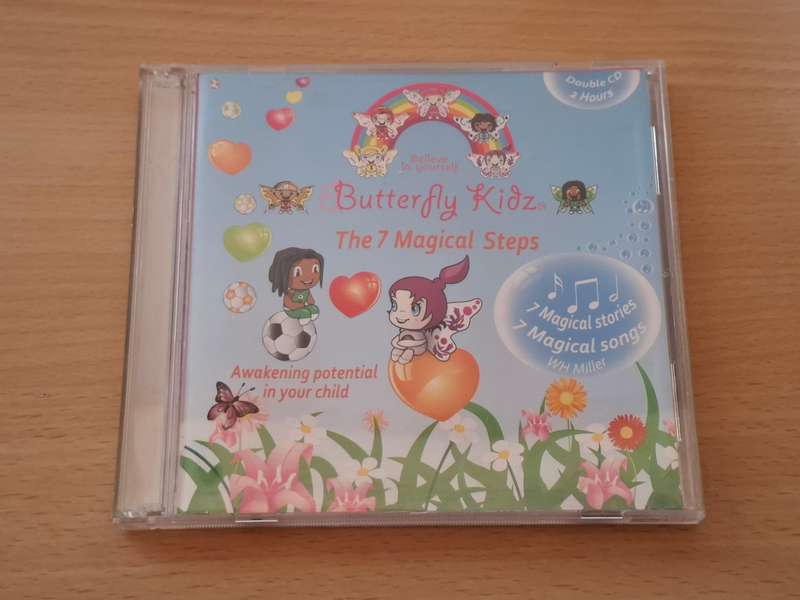 Double CD
2 Hours
Believe
in yourself
Butterfly Kidz
The 7 Magical Steps
7 Magical stories
7 Magical songs
WH Miller
Awakening potential
in your child